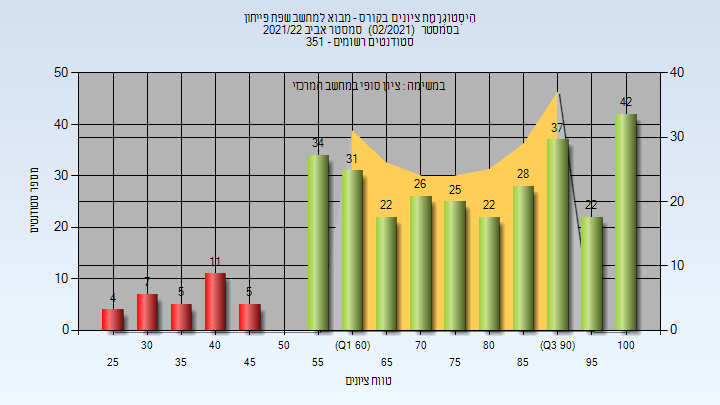 היסטוגרמת ציונים בקורס - מבוא למחשב שפת פייתון
בסמסטר (02/2021) סמסטר אביב 2021/22
סטודנטים רשומים - 351
במשימה : ציון סופי במחשב המרכזי
50 40
40 30
30 20
20 10
10 0
0
מספר סטודנטים
4 7 5 11 5 34 31 22 26 25 22 28 37 22 42
30 40 50 (Q1 60) 70 80 (Q3 90) 100
25 35 45 55 65 75 85 95
טווח ציונים